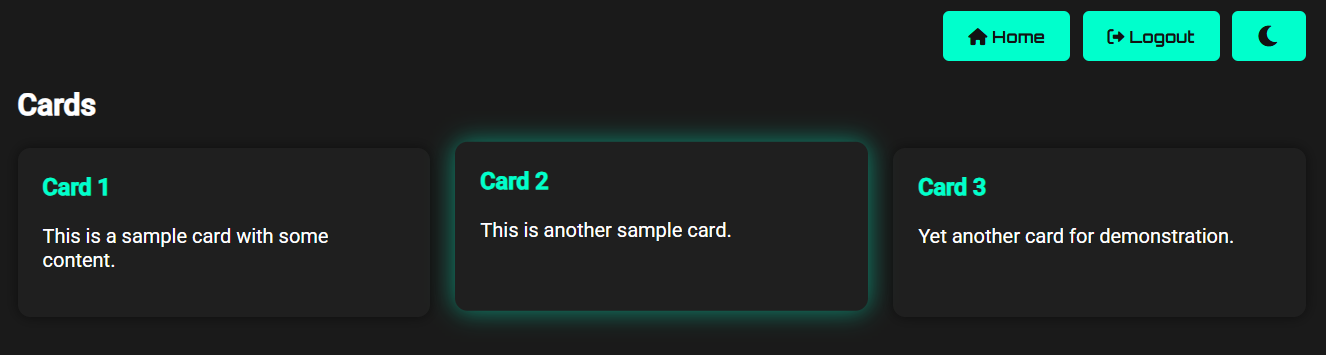 Home
Logout
Cards
Card 1
This is a sample card with some
content.
Card 2
This is another sample card.
Card 3
Yet another card for demonstration.